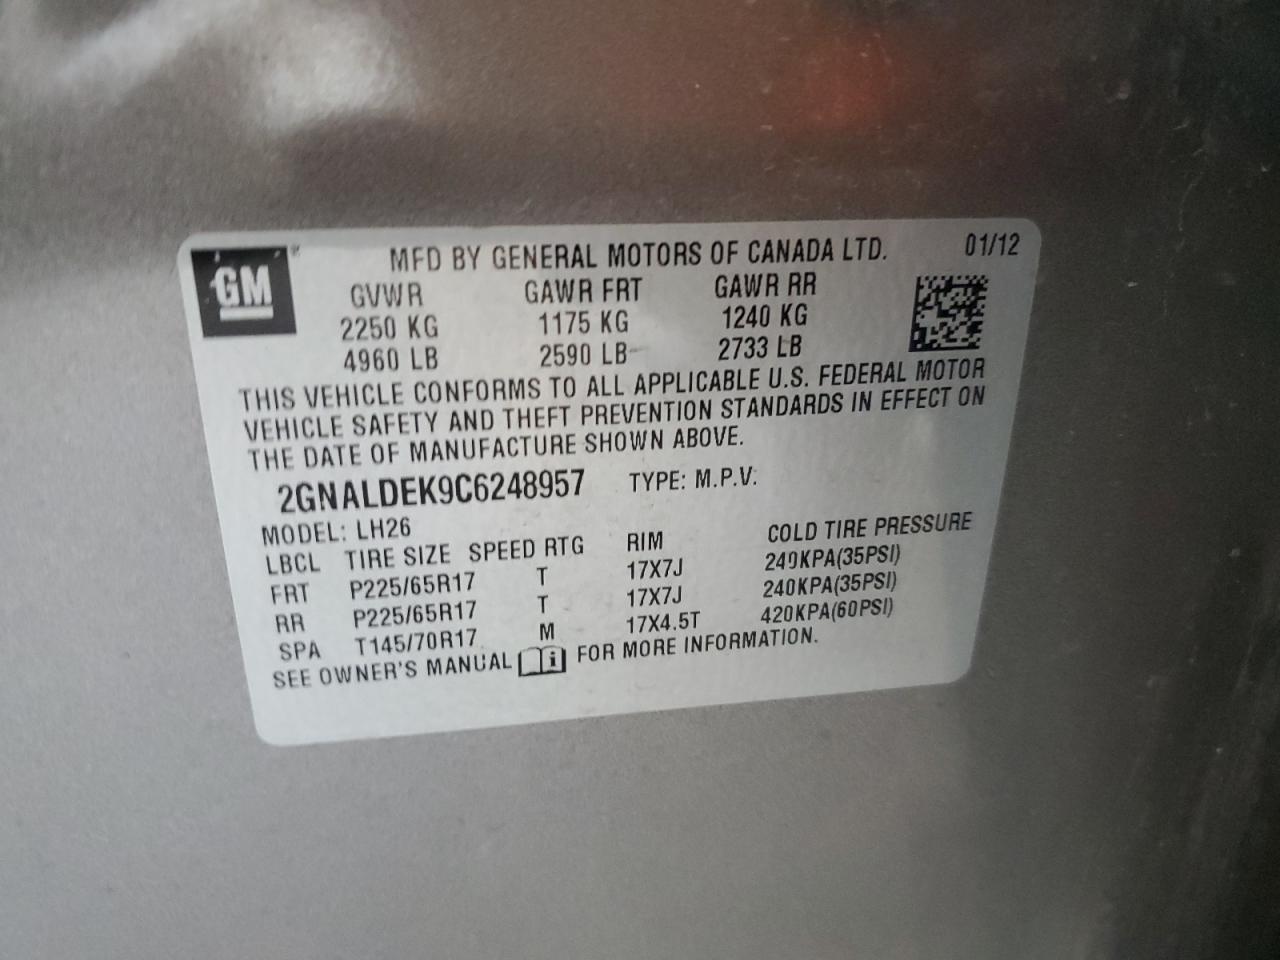 GM ® MFD BY GENERAL MOTORS OF CANADA LTD. 01/12
GVWR GAWR FRT GAWR RR
2250 KG 1175 KG 1240 KG
4960 LB 2590 LB 2733 LB
THIS VEHICLE CONFORMS TO ALL APPLICABLE U.S. FEDERAL MOTOR
VEHICLE SAFETY AND THEFT PREVENTION STANDARDS IN EFFECT ON
THE DATE OF MANUFACTURE SHOWN ABOVE.
2GNALDEK9C6248957 TYPE: M.P.V.
MODEL: LH26
LBCL TIRE SIZE SPEED RTG RIM COLD TIRE PRESSURE
FRT P225/65R17 T 17X7J 240KPA(35PSI)
RR P225/65R17 T 17X7J 240KPA(35PSI)
SPA T145/70R17 M 17X4.5T 420KPA(60PSI)
SEE OWNER'S MANUAL i FOR MORE INFORMATION.